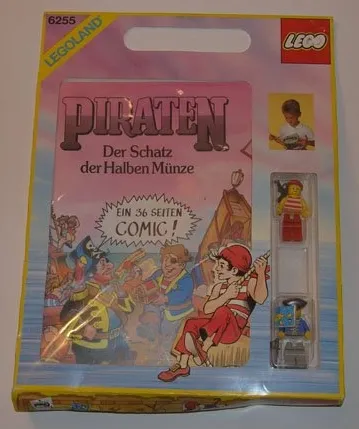 6255
LEGOLAND
LEGO
PIRATEN
Der Schatz
der Halben Münze
EIN 36 SEITEN
COMIC!